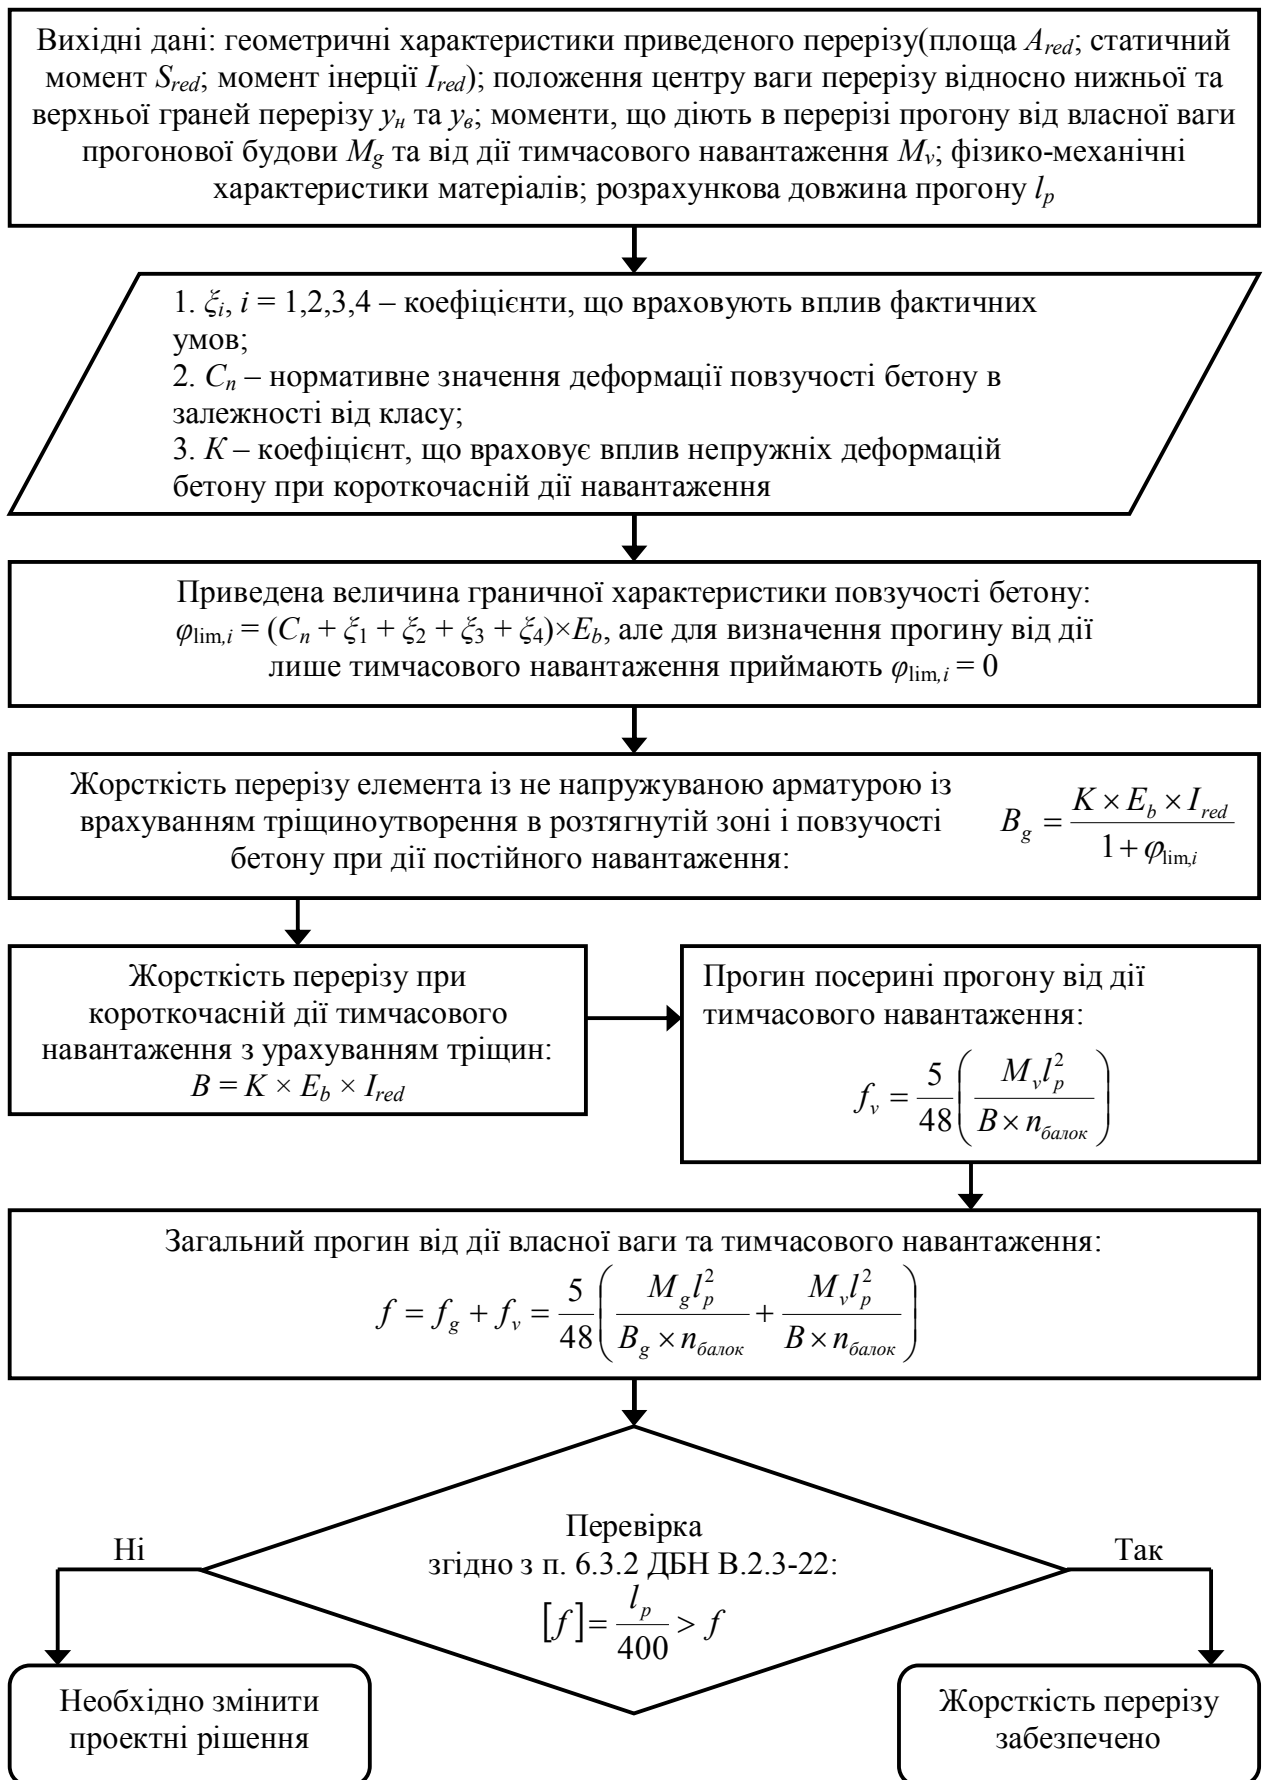 Вихідні дані: геометричні характеристики приведеного перерізу(площа A_red; статичний
момент S_red; момент інерції I_red); положення центру ваги перерізу відносно нижньої та
верхньої граней перерізу y_н та y_в; моменти, що діють в перерізі прогону від власної ваги
прогонової будови M_g та від дії тимчасового навантаження M_v; фізико-механічні
характеристики матеріалів; розрахункова довжина прогону l_p
1. ξ_i, i = 1,2,3,4 – коефіцієнти, що враховують вплив фактичних
умов;
2. C_n – нормативне значення деформації повзучості бетону в
залежності від класу;
3. K – коефіцієнт, що враховує вплив непружніх деформацій
бетону при короткочасній дії навантаження
Приведена величина граничної характеристики повзучості бетону:
φ_lim,i = (C_n + ξ_1 + ξ_2 + ξ_3 + ξ_4)×E_b, але для визначення прогину від дії
лише тимчасового навантаження приймають φ_lim,i = 0
Жорсткість перерізу елемента із не напружуваною арматурою із
врахуванням тріщиноутворення в розтягнутій зоні і повзучості
бетону при дії постійного навантаження:
B_g = (K × E_b × I_red) / (1 + φ_lim,i)
Жорсткість перерізу при
короткочасній дії тимчасового
навантаження з урахуванням тріщин:
B = K × E_b × I_red
Прогин посерині прогону від дії
тимчасового навантаження:
f_v = 5/48 (M_v l_p^2 / (B × n_балок))
Загальний прогин від дії власної ваги та тимчасового навантаження:
f = f_g + f_v = 5/48 (M_g l_p^2 / (B_g × n_балок) + M_v l_p^2 / (B × n_балок))
Перевірка
згідно з п. 6.3.2 ДБН В.2.3-22:
[f] = l_p / 400 > f
Ні
Так
Необхідно змінити
проектні рішення
Жорсткість перерізу
забезпечено